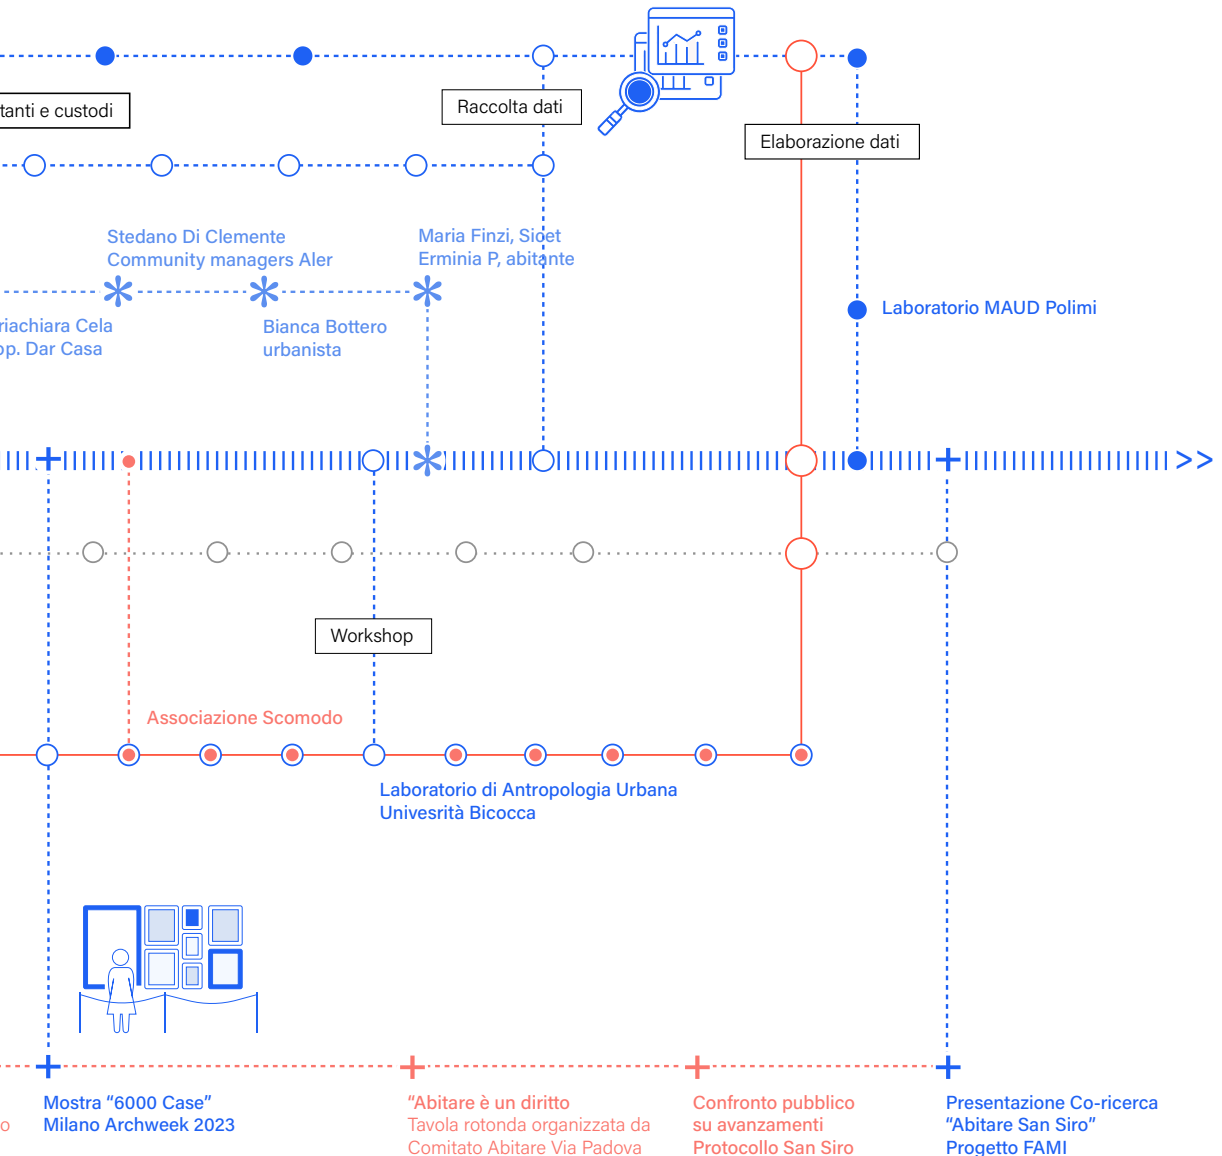 tanti e custodi
Raccolta dati
Elaborazione dati
Stedano Di Clemente
Community managers Aler
Maria Finzi, Sicet
Erminia P, abitante
riachiara Cela
op. Dar Casa
Bianca Bottero
urbanista
Laboratorio MAUD Polimi
>>
Workshop
Associazione Scomodo
Laboratorio di Antropologia Urbana
Univesrità Bicocca
o
Mostra “6000 Case”
Milano Archweek 2023
“Abitare è un diritto
Tavola rotonda organizzata da
Comitato Abitare Via Padova
Confronto pubblico
su avanzamenti
Protocollo San Siro
Presentazione Co-ricerca
“Abitare San Siro”
Progetto FAMI